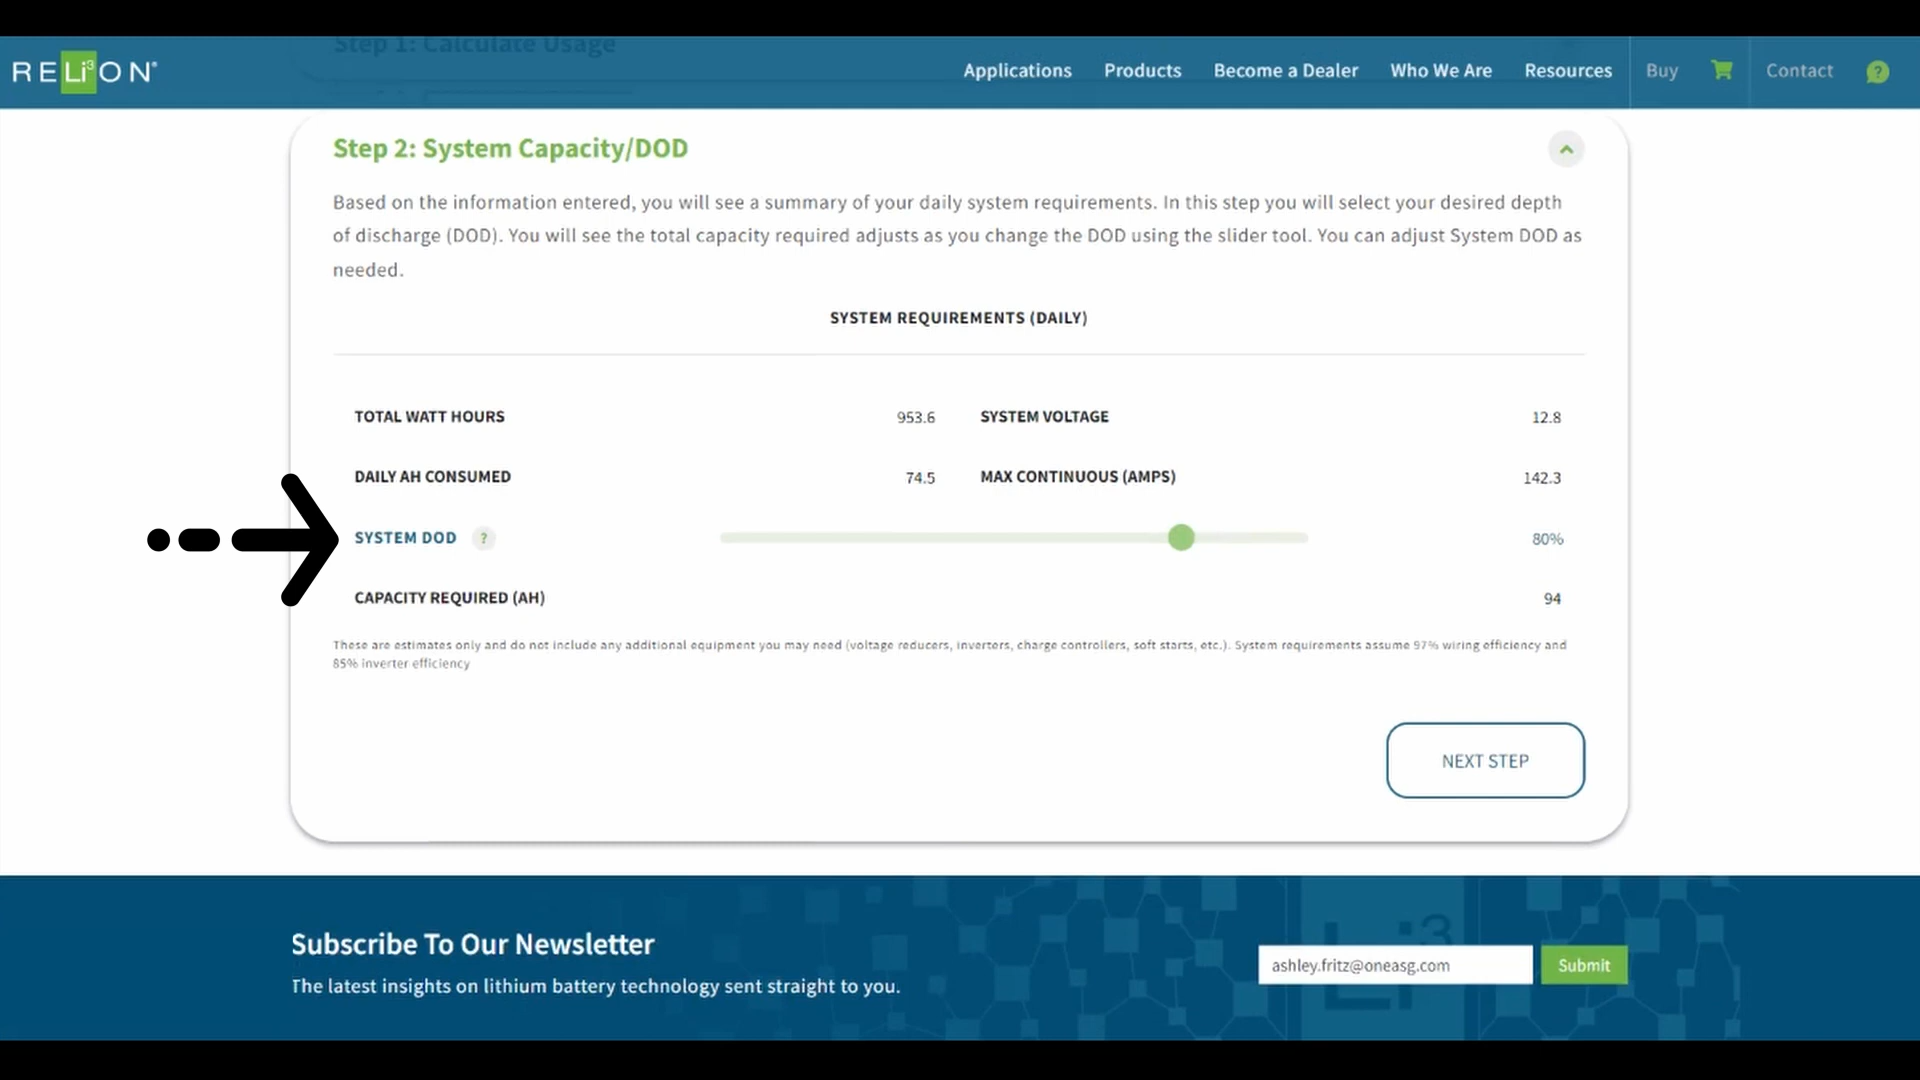 Step 1: Calculate Usage
RELi3ON®
Applications
Products
Become a Dealer
Who We Are
Resources
Buy
Contact
?
Step 2: System Capacity/DOD
Based on the information entered, you will see a summary of your daily system requirements. In this step you will select your desired depth
of discharge (DOD). You will see the total capacity required adjusts as you change the DOD using the slider tool. You can adjust System DOD as
needed.
SYSTEM REQUIREMENTS (DAILY)
TOTAL WATT HOURS 953.6 SYSTEM VOLTAGE 12.8
DAILY AH CONSUMED 74.5 MAX CONTINUOUS (AMPS) 142.3
SYSTEM DOD ? 80%
CAPACITY REQUIRED (AH) 94
These are estimates only and do not include any additional equipment you may need (voltage reducers, inverters, charge controllers, soft starts, etc.). System requirements assume 97% wiring efficiency and
85% inverter efficiency
NEXT STEP
Li3
Subscribe To Our Newsletter
The latest insights on lithium battery technology sent straight to you.
ashley.fritz@oneasg.com
Submit